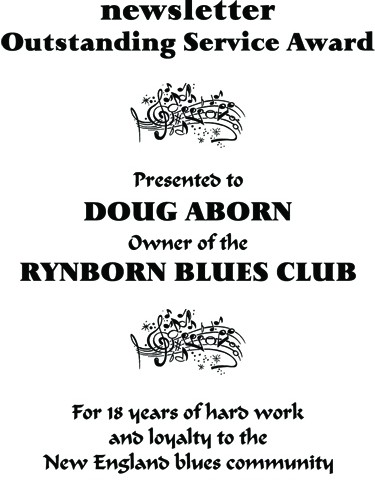 newsletter
Outstanding Service Award
Presented to
DOUG ABORN
Owner of the
RYNBORN BLUES CLUB
For 18 years of hard work
and loyalty to the
New England blues community